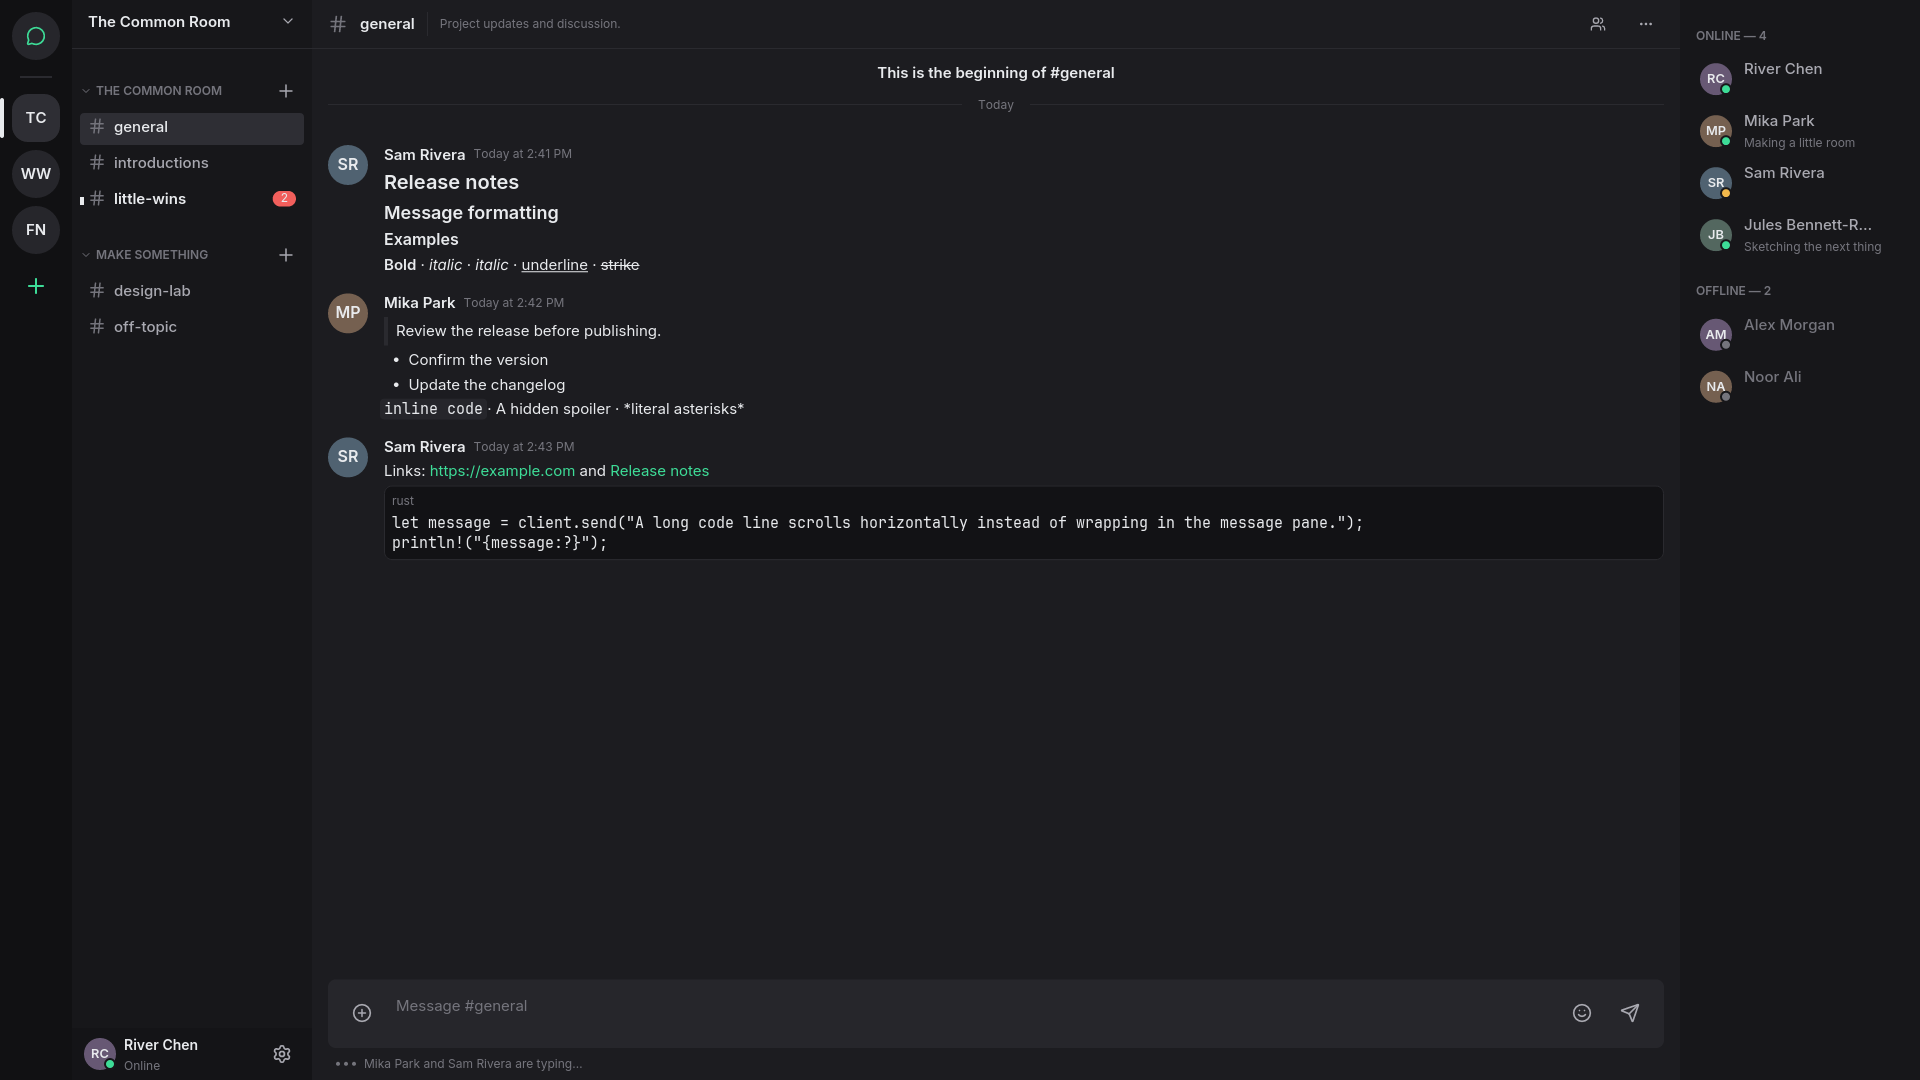 TC
WW
FN
The Common Room
THE COMMON ROOM
general
introductions
little-wins 2
MAKE SOMETHING
design-lab
off-topic
RC River Chen
Online
general Project updates and discussion.
This is the beginning of #general
Today
SR Sam Rivera Today at 2:41 PM
Release notes
Message formatting
Examples
Bold · italic · italic · underline · strike
MP Mika Park Today at 2:42 PM
Review the release before publishing.
• Confirm the version
• Update the changelog
inline code · A hidden spoiler · *literal asterisks*
SR Sam Rivera Today at 2:43 PM
Links: https://example.com and Release notes
rust
let message = client.send("A long code line scrolls horizontally instead of wrapping in the message pane.");
println!("{message:?}");
Message #general
Mika Park and Sam Rivera are typing...
ONLINE — 4
RC River Chen
MP Mika Park
Making a little room
SR Sam Rivera
JB Jules Bennett-R...
Sketching the next thing
OFFLINE — 2
AM Alex Morgan
NA Noor Ali